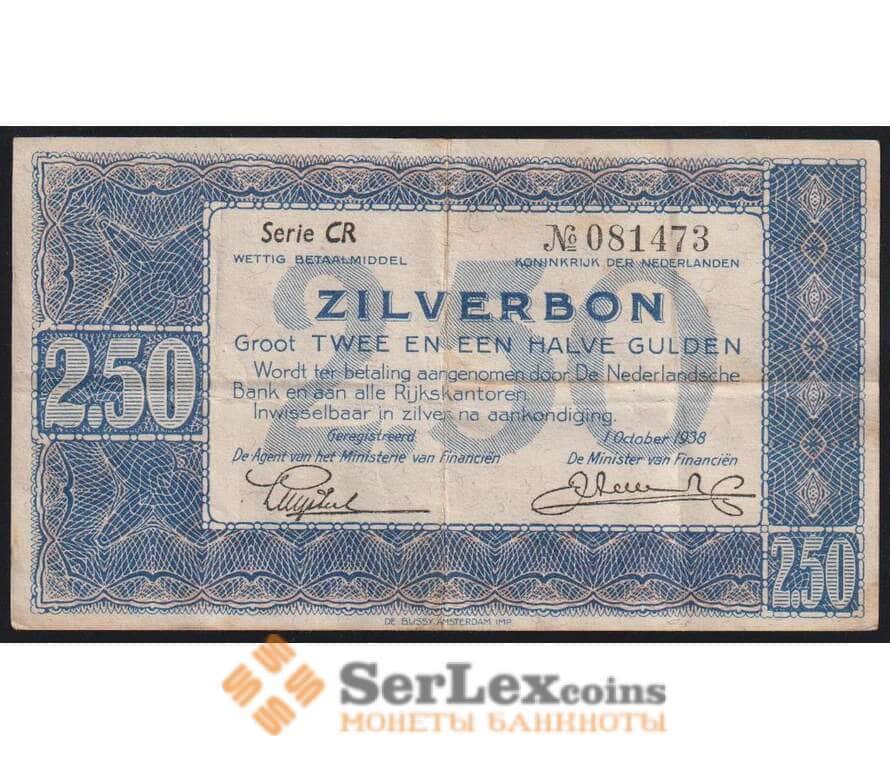 Serie CR № 081473
WETTIG BETAALMIDDEL KONINKRIJK DER NEDERLANDEN
ZILVERBON
Groot TWEE EN EEN HALVE GULDEN
Wordt ter betaling aangenomen door De Nederlandsche
Bank en aan alle Rijkskantoren.
Inwisselbaar in zilver na aankondiging.
Geregistreerd 1 October 1938
De Agent van het Ministerie van Financiën De Minister van Financiën
2.50
2.50
2.50
DE BUSSY. AMSTERDAM IMP.
SerLexcoins
МОНЕТЫ БАНКНОТЫ